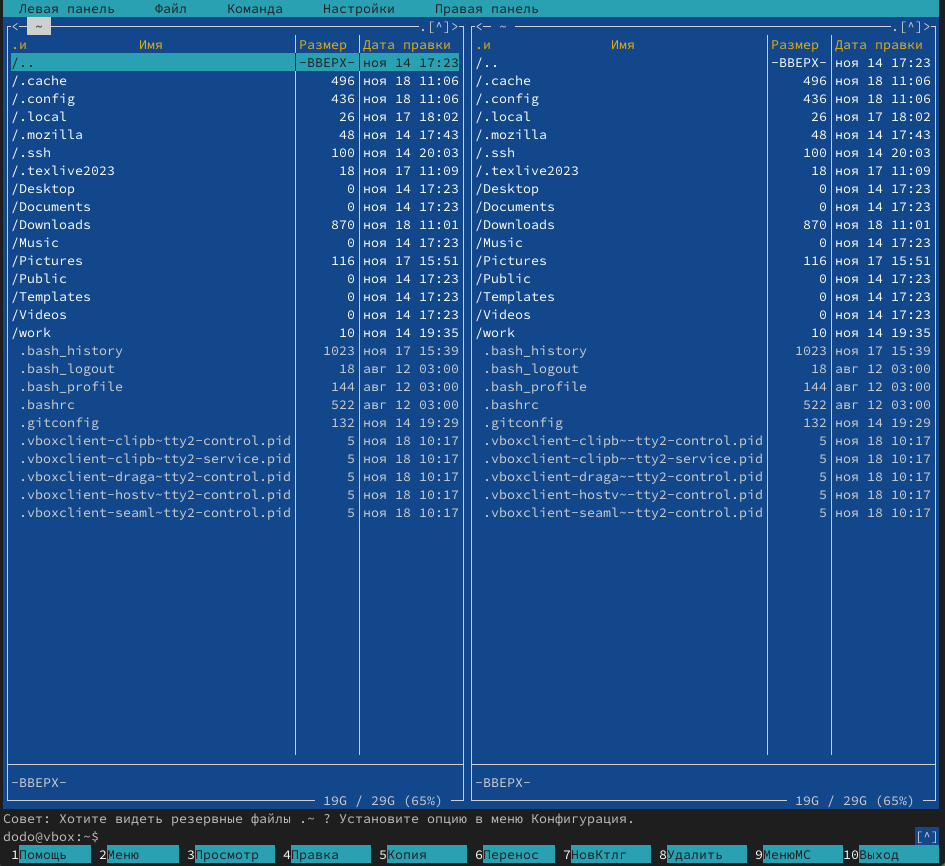 Левая панель Файл Команда Настройки Правая панель
<─ ~ .[^]> <─ ~ .[^]>
.и Имя Размер Дата правки .и Имя Размер Дата правки
/.. -ВВЕРХ- ноя 14 17:23 /.. -ВВЕРХ- ноя 14 17:23
/.cache 496 ноя 18 11:06 /.cache 496 ноя 18 11:06
/.config 436 ноя 18 11:06 /.config 436 ноя 18 11:06
/.local 26 ноя 17 18:02 /.local 26 ноя 17 18:02
/.mozilla 48 ноя 14 17:43 /.mozilla 48 ноя 14 17:43
/.ssh 100 ноя 14 20:03 /.ssh 100 ноя 14 20:03
/.texlive2023 18 ноя 17 11:09 /.texlive2023 18 ноя 17 11:09
/Desktop 0 ноя 14 17:23 /Desktop 0 ноя 14 17:23
/Documents 0 ноя 14 17:23 /Documents 0 ноя 14 17:23
/Downloads 870 ноя 18 11:01 /Downloads 870 ноя 18 11:01
/Music 0 ноя 14 17:23 /Music 0 ноя 14 17:23
/Pictures 116 ноя 17 15:51 /Pictures 116 ноя 17 15:51
/Public 0 ноя 14 17:23 /Public 0 ноя 14 17:23
/Templates 0 ноя 14 17:23 /Templates 0 ноя 14 17:23
/Videos 0 ноя 14 17:23 /Videos 0 ноя 14 17:23
/work 10 ноя 14 19:35 /work 10 ноя 14 19:35
.bash_history 1023 ноя 17 15:39 .bash_history 1023 ноя 17 15:39
.bash_logout 18 авг 12 03:00 .bash_logout 18 авг 12 03:00
.bash_profile 144 авг 12 03:00 .bash_profile 144 авг 12 03:00
.bashrc 522 авг 12 03:00 .bashrc 522 авг 12 03:00
.gitconfig 132 ноя 14 19:29 .gitconfig 132 ноя 14 19:29
.vboxclient-clipb~tty2-control.pid 5 ноя 18 10:17 .vboxclient-clipb~-tty2-control.pid 5 ноя 18 10:17
.vboxclient-clipb~tty2-service.pid 5 ноя 18 10:17 .vboxclient-clipb~-tty2-service.pid 5 ноя 18 10:17
.vboxclient-draga~tty2-control.pid 5 ноя 18 10:17 .vboxclient-draga~-tty2-control.pid 5 ноя 18 10:17
.vboxclient-hostv~tty2-control.pid 5 ноя 18 10:17 .vboxclient-hostv~-tty2-control.pid 5 ноя 18 10:17
.vboxclient-seaml~tty2-control.pid 5 ноя 18 10:17 .vboxclient-seaml~-tty2-control.pid 5 ноя 18 10:17
-ВВЕРХ- -ВВЕРХ-
19G / 29G (65%) 19G / 29G (65%)
Совет: Хотите видеть резервные файлы .~ ? Установите опцию в меню Конфигурация.
dodo@vbox:~$ [^]
1Помощь 2Меню 3Просмотр 4Правка 5Копия 6Перенос 7НовКтлг 8Удалить 9МенюМС 10Выход